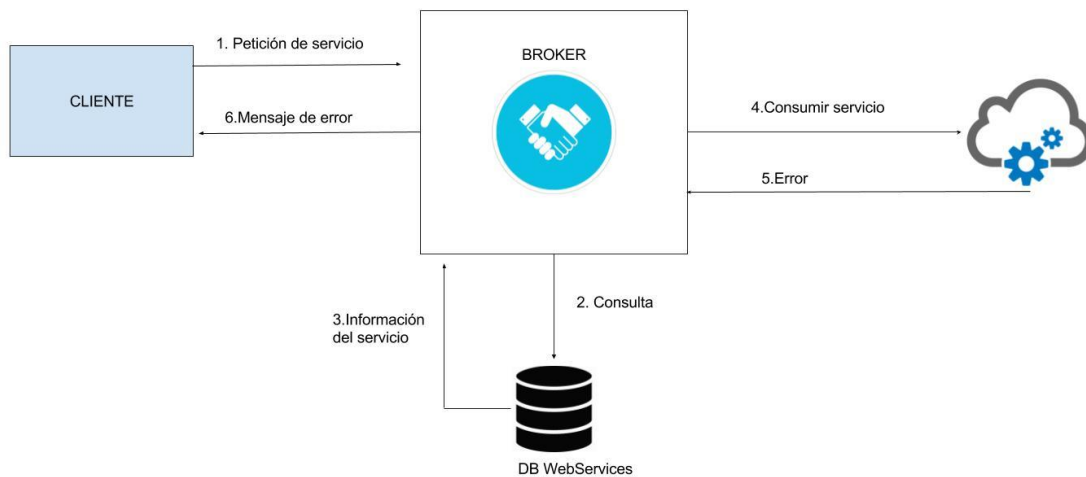 1. Petición de servicio
BROKER
CLIENTE
4.Consumir servicio
6.Mensaje de error
5.Error
2. Consulta
3.Información
del servicio
DB WebServices